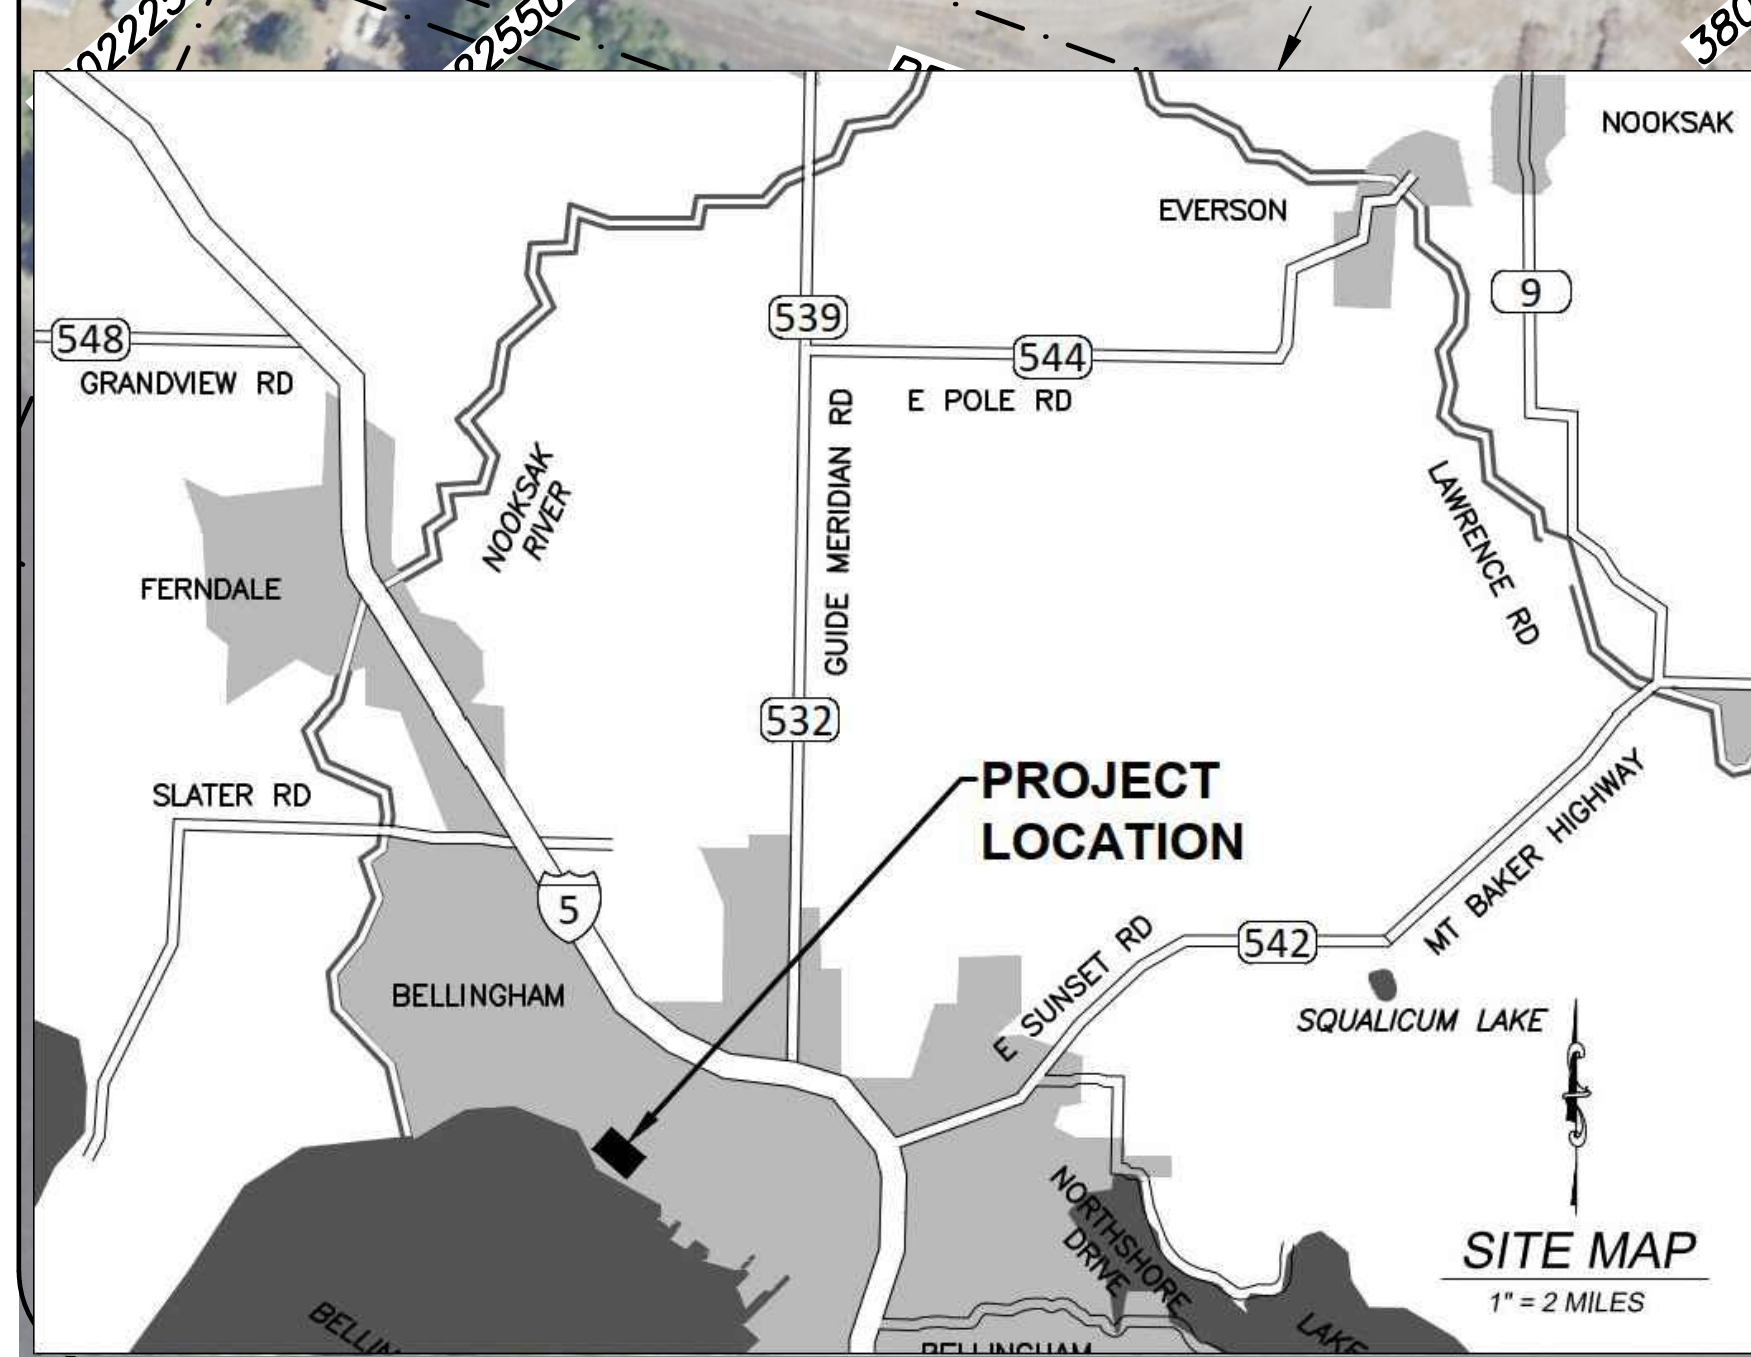 NOOKSAK
EVERSON
9
539
548
GRANDVIEW RD
544
E POLE RD
GUIDE MERIDIAN RD
NOOKSAK
RIVER
LAWRENCE RD
FERNDALE
532
SLATER RD
PROJECT
LOCATION
MT BAKER HIGHWAY
5
E SUNSET RD
542
BELLINGHAM
SQUALICUM LAKE
NORTHSHORE
DRIVE
SITE MAP
1" = 2 MILES
LAKE
BELLINGHAM